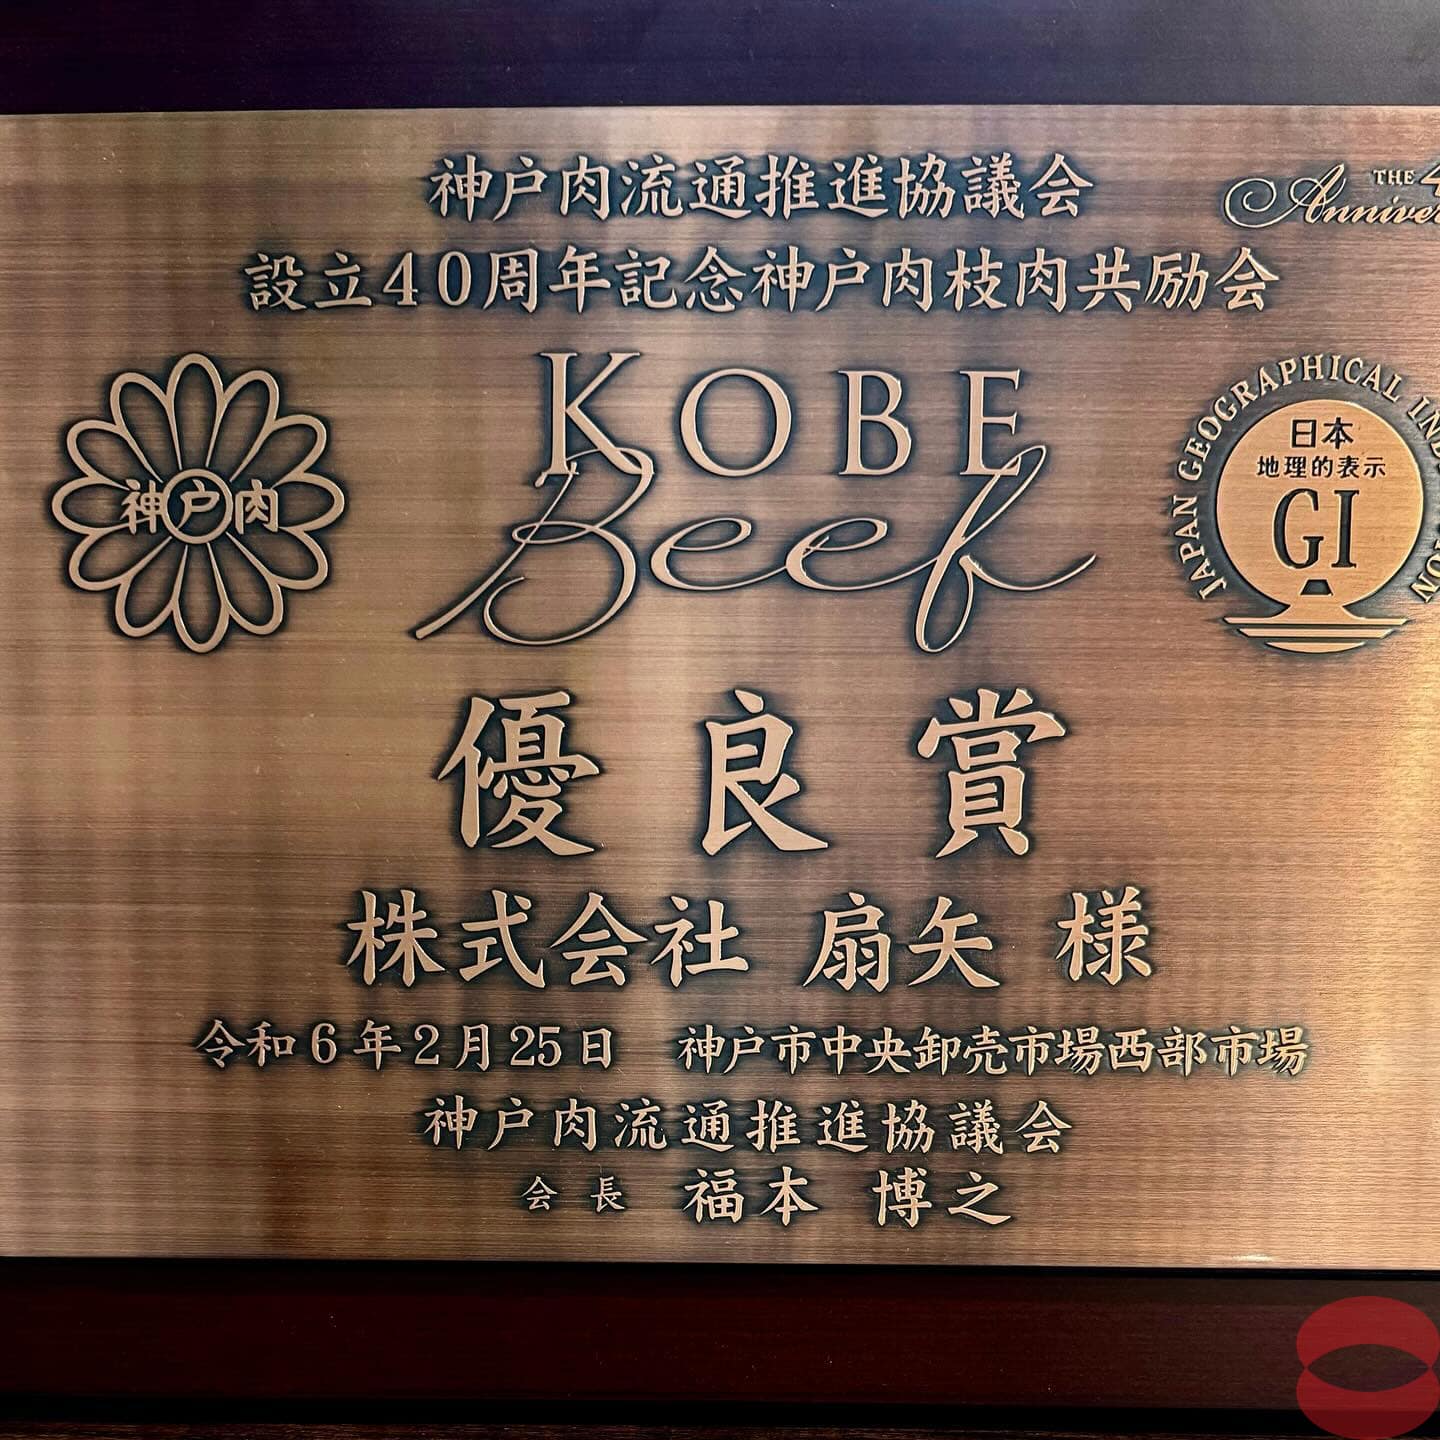 神戸肉流通推進協議会
THE 4
設立40周年記念神戸肉枝肉共励会
神戸肉
KOBE
Beef
JAPAN GEOGRAPHICAL
日本
地理的表示
GI
優良賞
株式会社 扇矢 様
令和6年2月25日 神戸市中央卸売市場西部市場
神戸肉流通推進協議会
会長 福本 博之